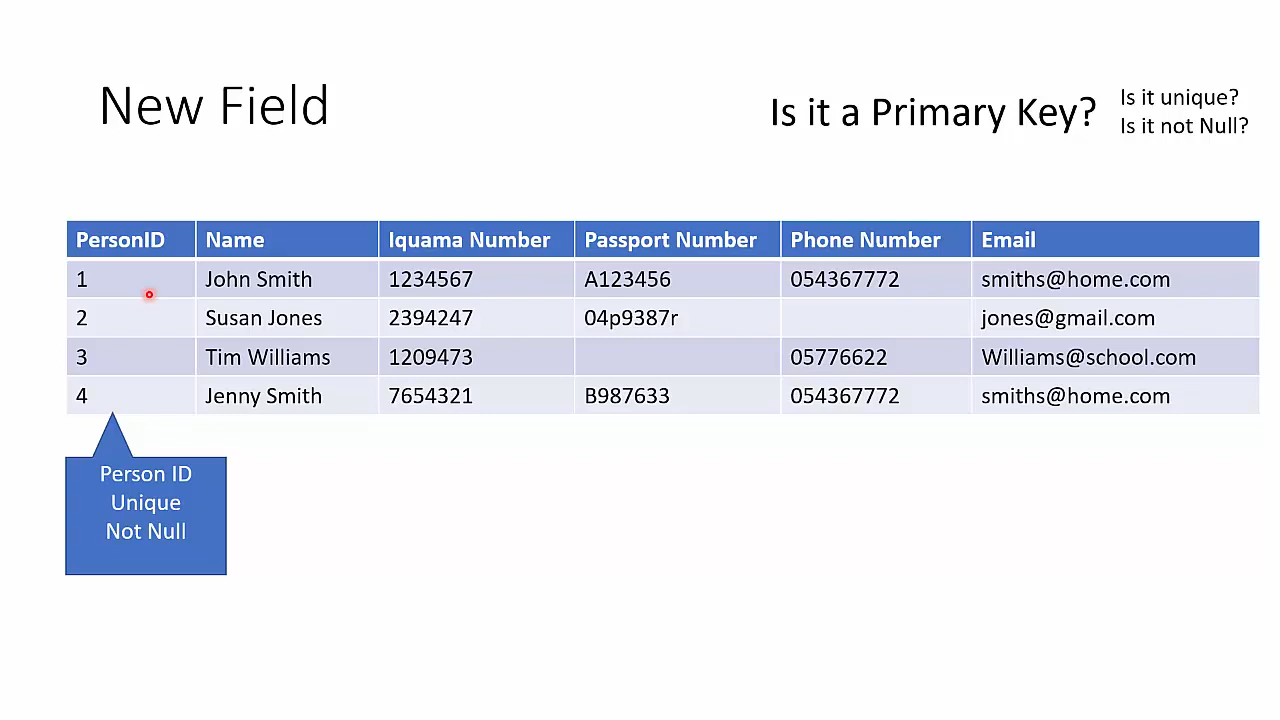 New Field
Is it a Primary Key?
Is it unique?
Is it not Null?
PersonID Name Iquama Number Passport Number Phone Number Email
1 John Smith 1234567 A123456 054367772 smiths@home.com
2 Susan Jones 2394247 04p9387r jones@gmail.com
3 Tim Williams 1209473 05776622 Williams@school.com
4 Jenny Smith 7654321 B987633 054367772 smiths@home.com
Person ID
Unique
Not Null